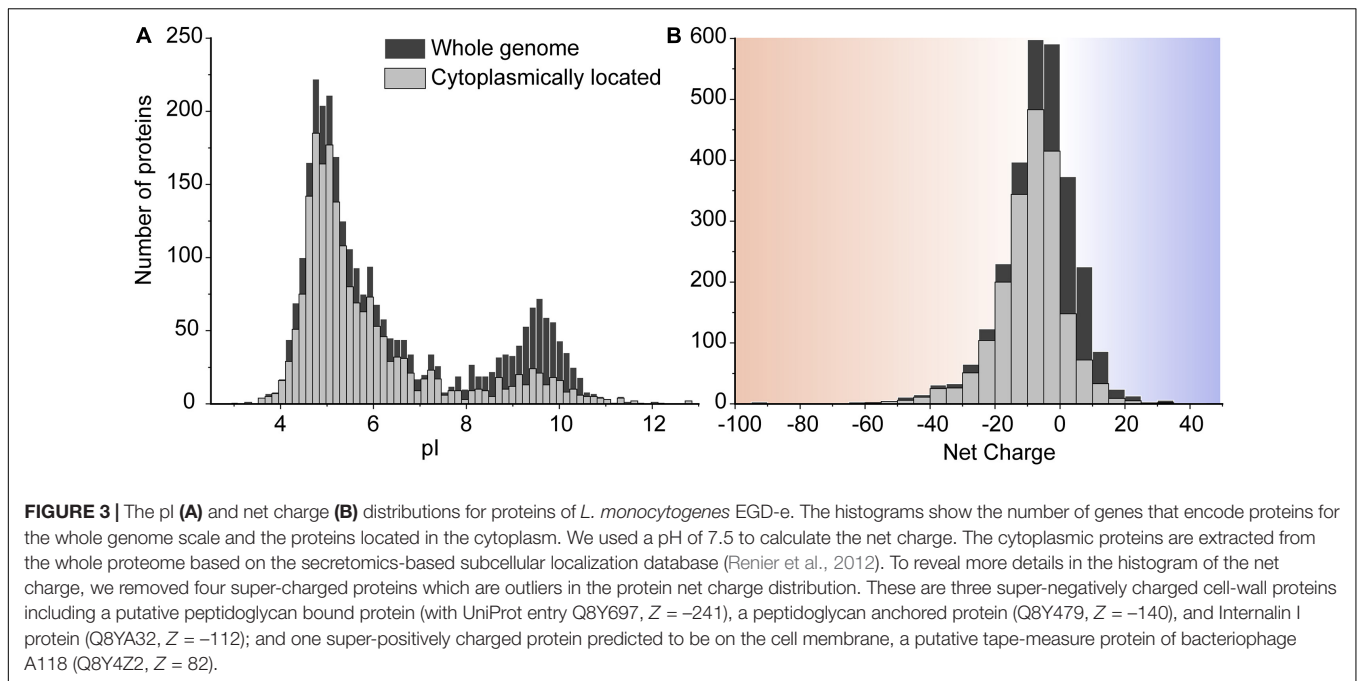 A
250
200
150
100
50
0
Number of proteins
4 6 8 10 12
pI
Whole genome
Cytoplasmically located
B
600
500
400
300
200
100
0
-100 -80 -60 -40 -20 0 20 40
Net Charge
FIGURE 3 | The pI (A) and net charge (B) distributions for proteins of L. monocytogenes EGD-e. The histograms show the number of genes that encode proteins for
the whole genome scale and the proteins located in the cytoplasm. We used a pH of 7.5 to calculate the net charge. The cytoplasmic proteins are extracted from
the whole proteome based on the secretomics-based subcellular localization database (Renier et al., 2012). To reveal more details in the histogram of the net
charge, we removed four super-charged proteins which are outliers in the protein net charge distribution. These are three super-negatively charged cell-wall proteins
including a putative peptidoglycan bound protein (with UniProt entry Q8Y697, Z = –241), a peptidoglycan anchored protein (Q8Y479, Z = –140), and Internalin I
protein (Q8YA32, Z = –112); and one super-positively charged protein predicted to be on the cell membrane, a putative tape-measure protein of bacteriophage
A118 (Q8Y4Z2, Z = 82).